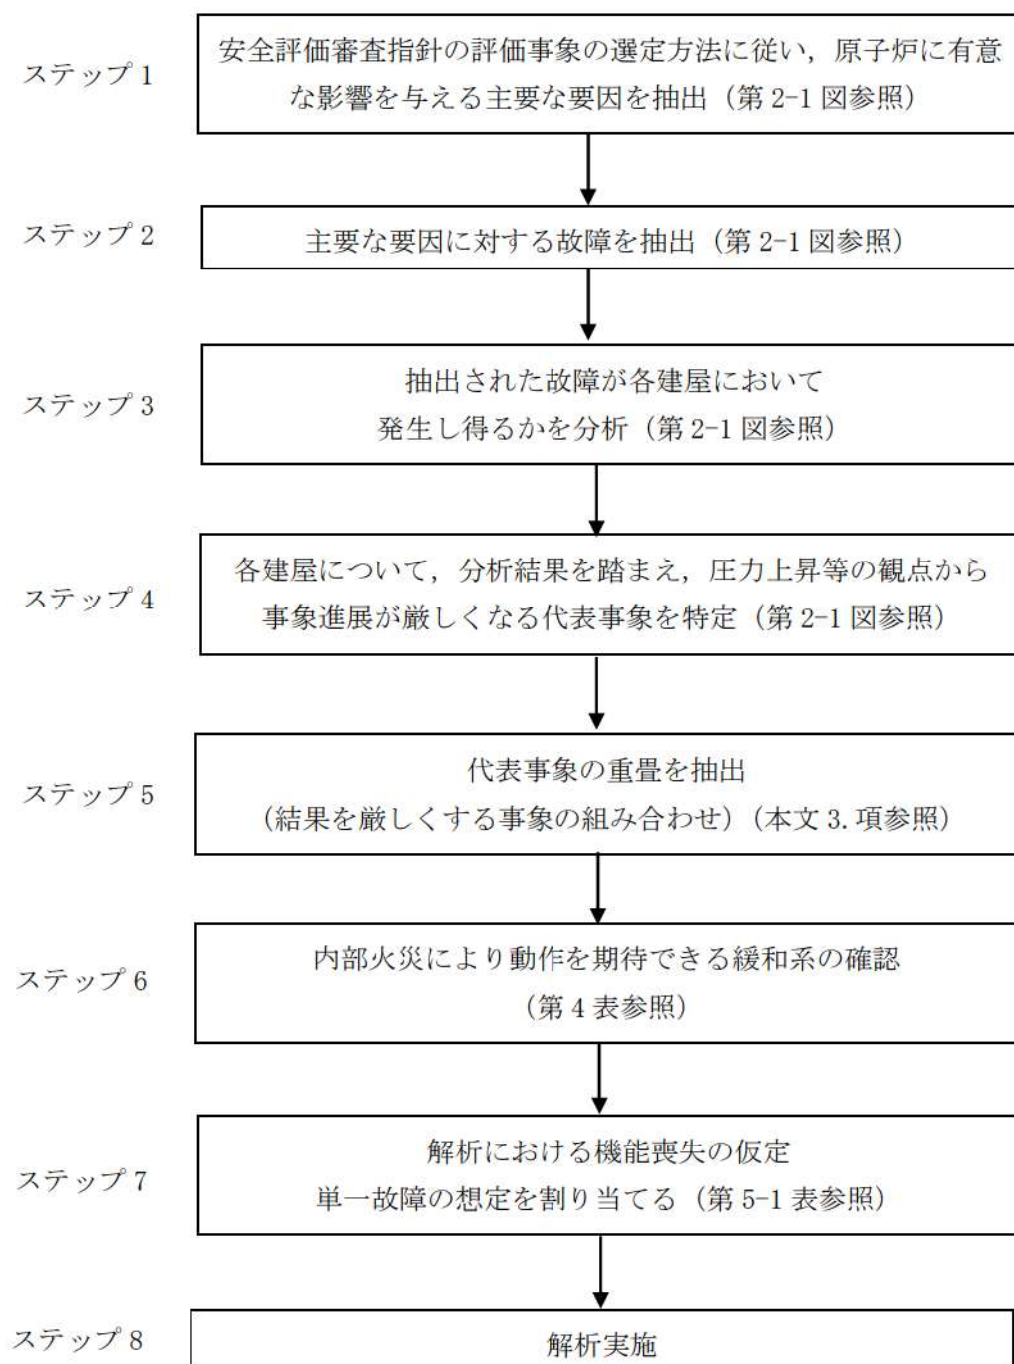 ステップ 1
安全評価審査指針の評価事象の選定方法に従い，原子炉に有意
な影響を与える主要な要因を抽出（第 2-1 図参照）
ステップ 2
主要な要因に対する故障を抽出（第 2-1 図参照）
ステップ 3
抽出された故障が各建屋において
発生し得るかを分析（第 2-1 図参照）
ステップ 4
各建屋について，分析結果を踏まえ，圧力上昇等の観点から
事象進展が厳しくなる代表事象を特定（第 2-1 図参照）
ステップ 5
代表事象の重畳を抽出
（結果を厳しくする事象の組み合わせ）（本文 3. 項参照）
ステップ 6
内部火災により動作を期待できる緩和系の確認
（第 4 表参照）
ステップ 7
解析における機能喪失の仮定
単一故障の想定を割り当てる（第 5-1 表参照）
ステップ 8
解析実施